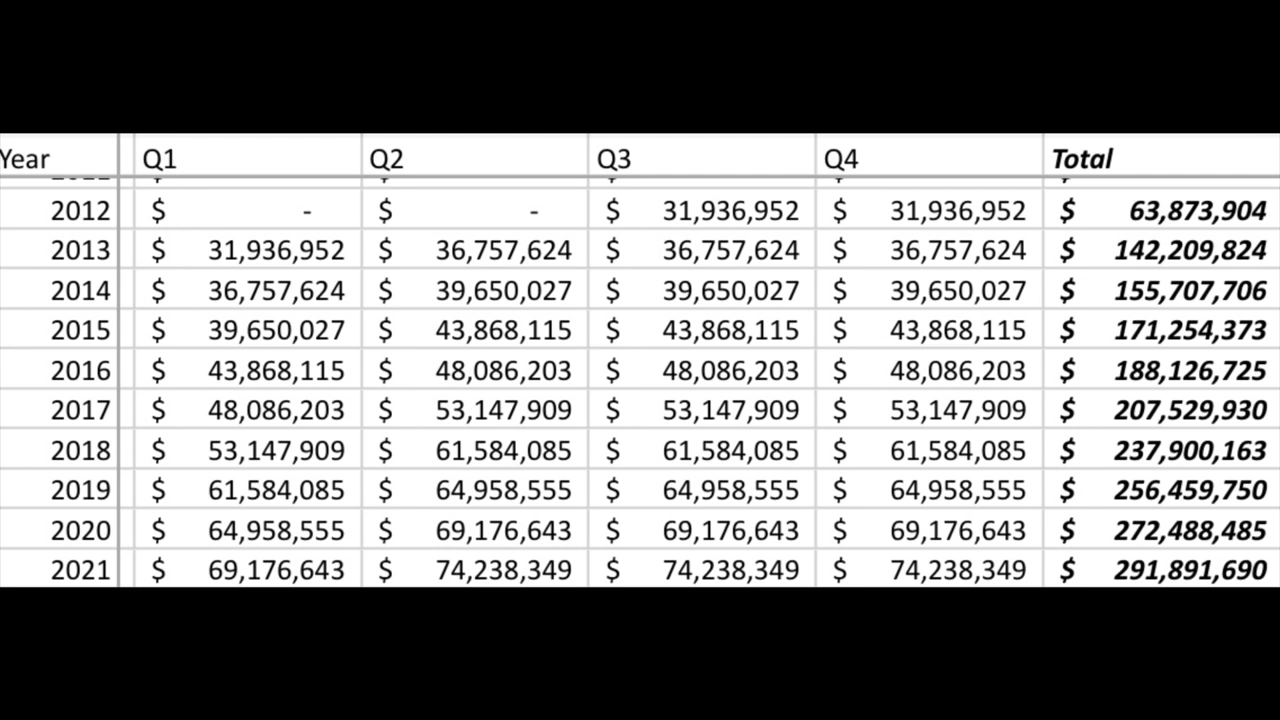 Year Q1 Q2 Q3 Q4 Total
2012 $ - $ - $ 31,936,952 $ 31,936,952 $ 63,873,904
2013 $ 31,936,952 $ 36,757,624 $ 36,757,624 $ 36,757,624 $ 142,209,824
2014 $ 36,757,624 $ 39,650,027 $ 39,650,027 $ 39,650,027 $ 155,707,706
2015 $ 39,650,027 $ 43,868,115 $ 43,868,115 $ 43,868,115 $ 171,254,373
2016 $ 43,868,115 $ 48,086,203 $ 48,086,203 $ 48,086,203 $ 188,126,725
2017 $ 48,086,203 $ 53,147,909 $ 53,147,909 $ 53,147,909 $ 207,529,930
2018 $ 53,147,909 $ 61,584,085 $ 61,584,085 $ 61,584,085 $ 237,900,163
2019 $ 61,584,085 $ 64,958,555 $ 64,958,555 $ 64,958,555 $ 256,459,750
2020 $ 64,958,555 $ 69,176,643 $ 69,176,643 $ 69,176,643 $ 272,488,485
2021 $ 69,176,643 $ 74,238,349 $ 74,238,349 $ 74,238,349 $ 291,891,690